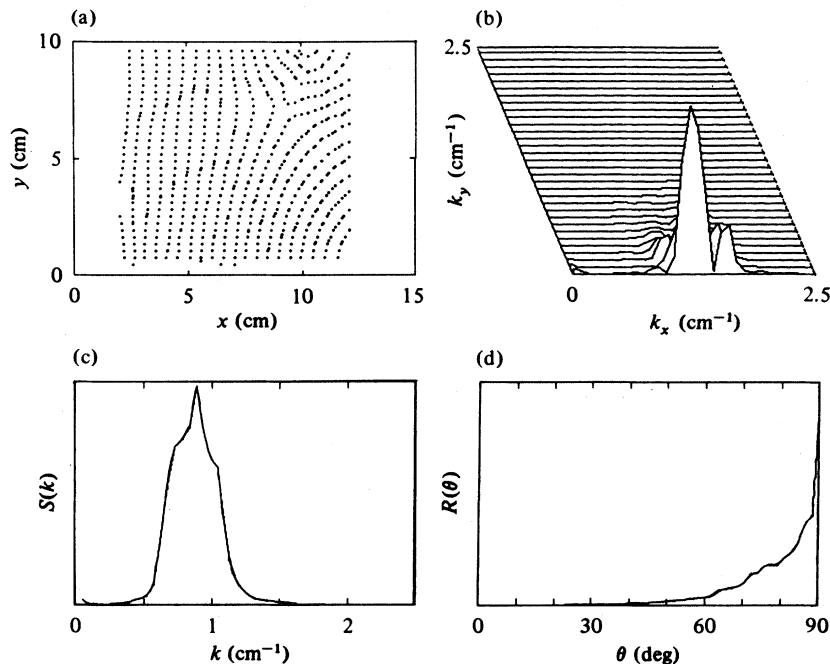 (a)
10
5
0
y (cm)
0
5
10
15
x (cm)
(b)
2.5
k_y (cm⁻¹)
0
2.5
k_x (cm⁻¹)
(c)
S(k)
0
1
2
k (cm⁻¹)
(d)
R(θ)
0
30
60
90
θ (deg)